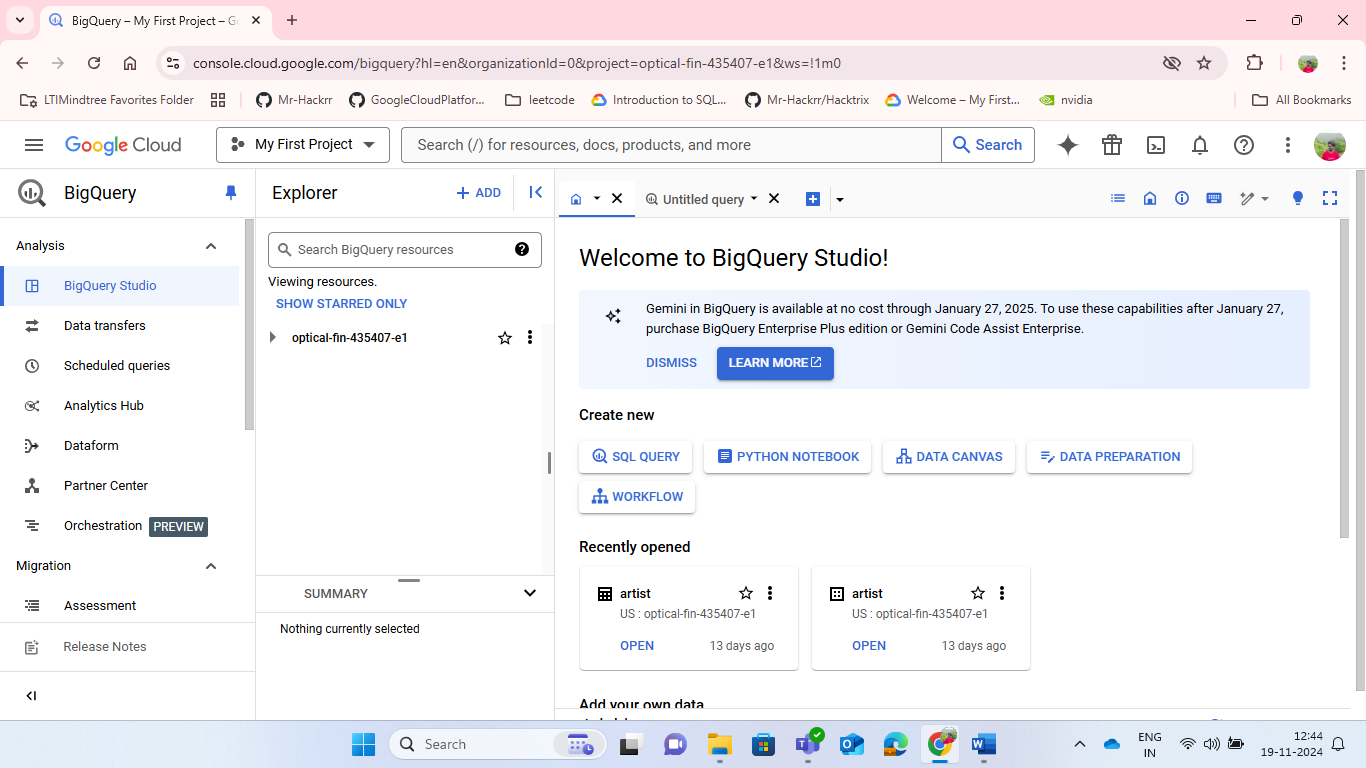 BigQuery – My First Project – Go
console.cloud.google.com/bigquery?hl=en&organizationId=0&project=optical-fin-435407-e1&ws=!1m0
LTIMindtree Favorites Folder
Mr-Hackrr
GoogleCloudPlatfor...
leetcode
Introduction to SQL...
Mr-Hackrr/Hacktrix
Welcome – My First...
nvidia
All Bookmarks
Google Cloud
My First Project
Search (/) for resources, docs, products, and more
Search
BigQuery
Analysis
BigQuery Studio
Data transfers
Scheduled queries
Analytics Hub
Dataform
Partner Center
Orchestration PREVIEW
Migration
Assessment
Release Notes
Explorer
ADD
Search BigQuery resources
Viewing resources.
SHOW STARRED ONLY
optical-fin-435407-e1
SUMMARY
Nothing currently selected
Untitled query
Welcome to BigQuery Studio!
Gemini in BigQuery is available at no cost through January 27, 2025. To use these capabilities after January 27,
purchase BigQuery Enterprise Plus edition or Gemini Code Assist Enterprise.
DISMISS
LEARN MORE
Create new
SQL QUERY
PYTHON NOTEBOOK
DATA CANVAS
DATA PREPARATION
WORKFLOW
Recently opened
artist
US : optical-fin-435407-e1
OPEN
13 days ago
artist
US : optical-fin-435407-e1
OPEN
13 days ago
Add your own data
Search
ENG
IN
12:44
19-11-2024